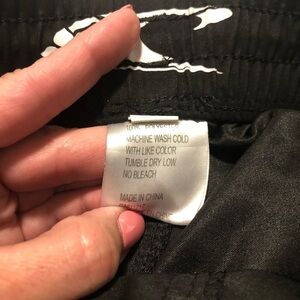 MACHINE WASH COLD
WITH LIKE COLOR
TUMBLE DRY LOW
NO BLEACH
MADE IN CHINA